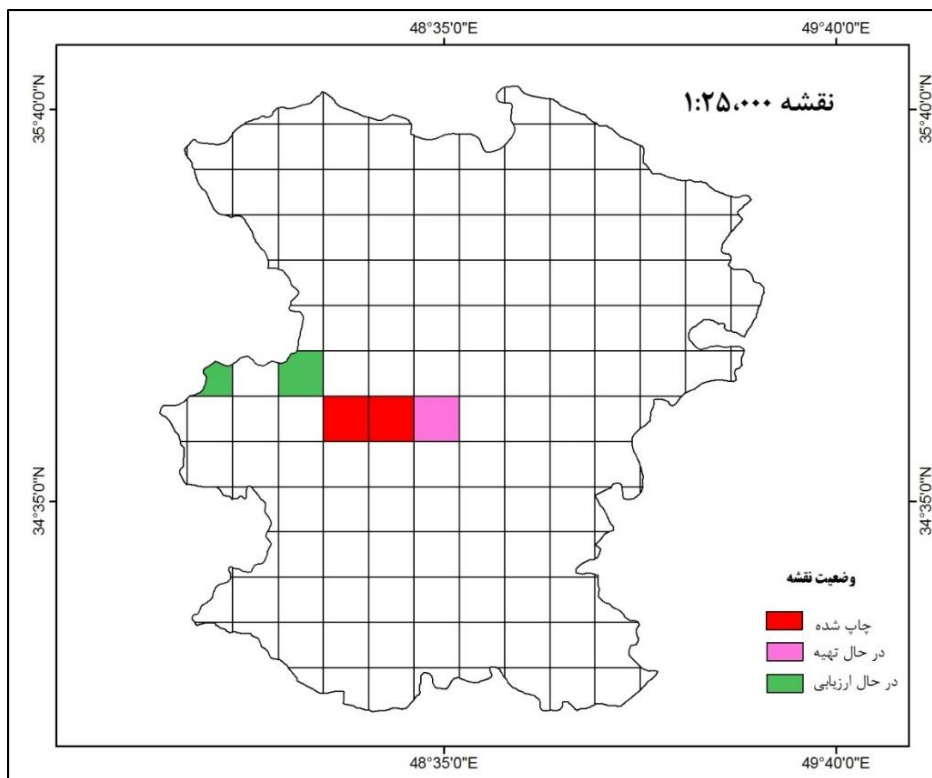 48°35'0"E
49°40'0"E
نقشه ۱:۲۵،۰۰۰
35°40'0"N
35°40'0"N
34°35'0"N
34°35'0"N
وضعیت نقشه
چاپ شده
در حال تهیه
در حال ارزیابی
48°35'0"E
49°40'0"E